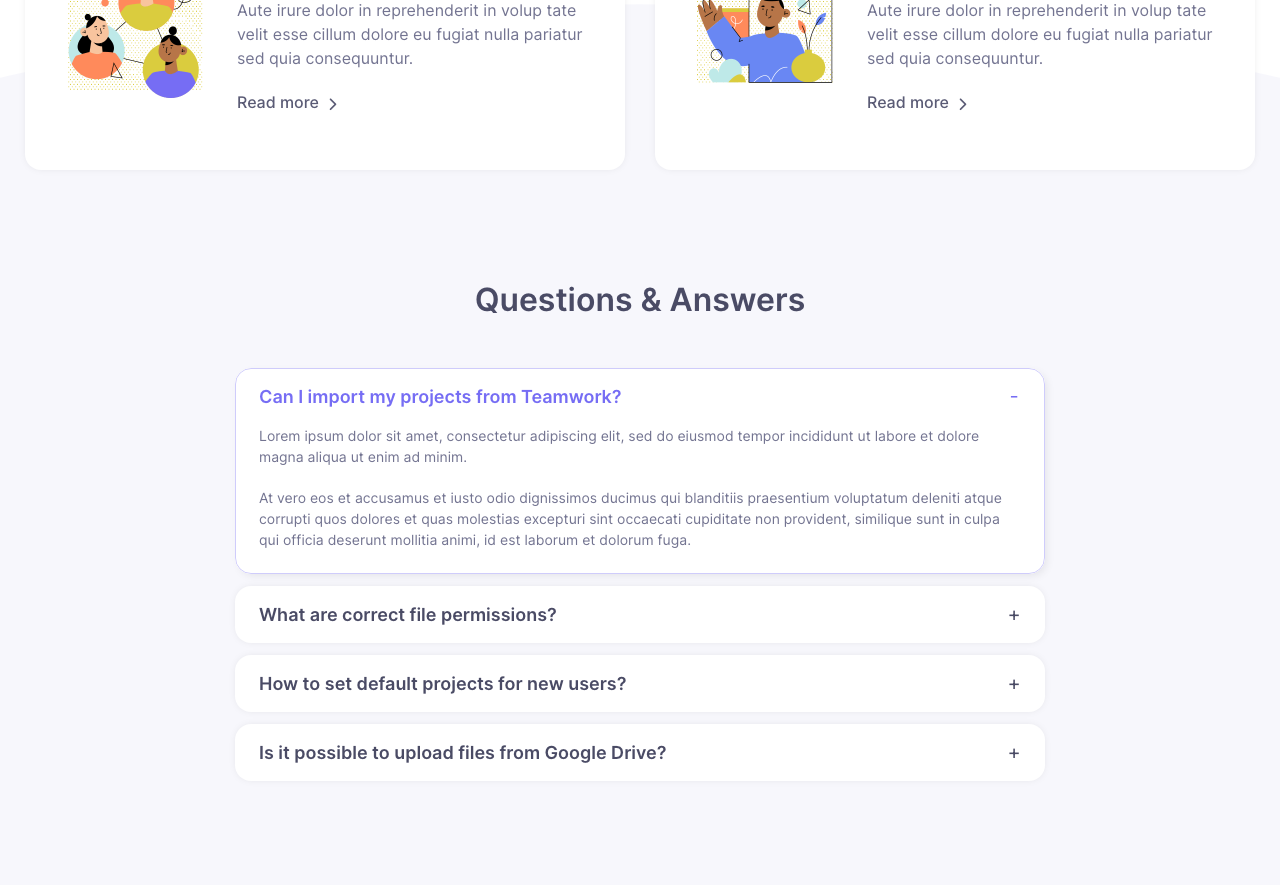 Aute irure dolor in reprehenderit in volup tate
velit esse cillum dolore eu fugiat nulla pariatur
sed quia consequuntur.
Read more
Aute irure dolor in reprehenderit in volup tate
velit esse cillum dolore eu fugiat nulla pariatur
sed quia consequuntur.
Read more
Questions & Answers
Can I import my projects from Teamwork? -
Lorem ipsum dolor sit amet, consectetur adipiscing elit, sed do eiusmod tempor incididunt ut labore et dolore
magna aliqua ut enim ad minim.
At vero eos et accusamus et iusto odio dignissimos ducimus qui blanditiis praesentium voluptatum deleniti atque
corrupti quos dolores et quas molestias excepturi sint occaecati cupiditate non provident, similique sunt in culpa
qui officia deserunt mollitia animi, id est laborum et dolorum fuga.
What are correct file permissions? +
How to set default projects for new users? +
Is it possible to upload files from Google Drive? +